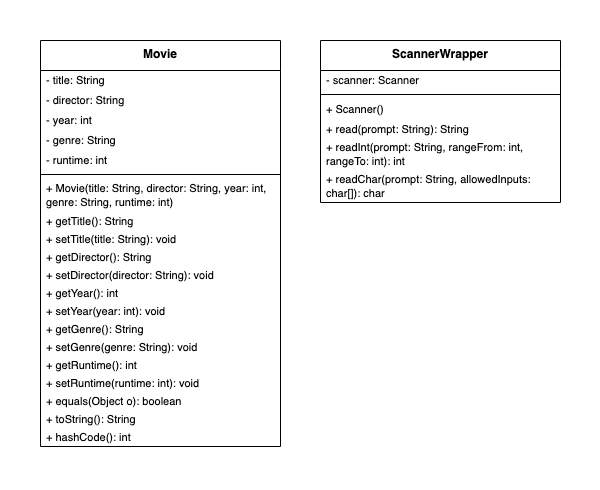 Movie
- title: String
- director: String
- year: int
- genre: String
- runtime: int
+ Movie(title: String, director: String, year: int,
genre: String, runtime: int)
+ getTitle(): String
+ setTitle(title: String): void
+ getDirector(): String
+ setDirector(director: String): void
+ getYear(): int
+ setYear(year: int): void
+ getGenre(): String
+ setGenre(genre: String): void
+ getRuntime(): int
+ setRuntime(runtime: int): void
+ equals(Object o): boolean
+ toString(): String
+ hashCode(): int
ScannerWrapper
- scanner: Scanner
+ Scanner()
+ read(prompt: String): String
+ readInt(prompt: String, rangeFrom: int,
rangeTo: int): int
+ readChar(prompt: String, allowedInputs:
char[]): char